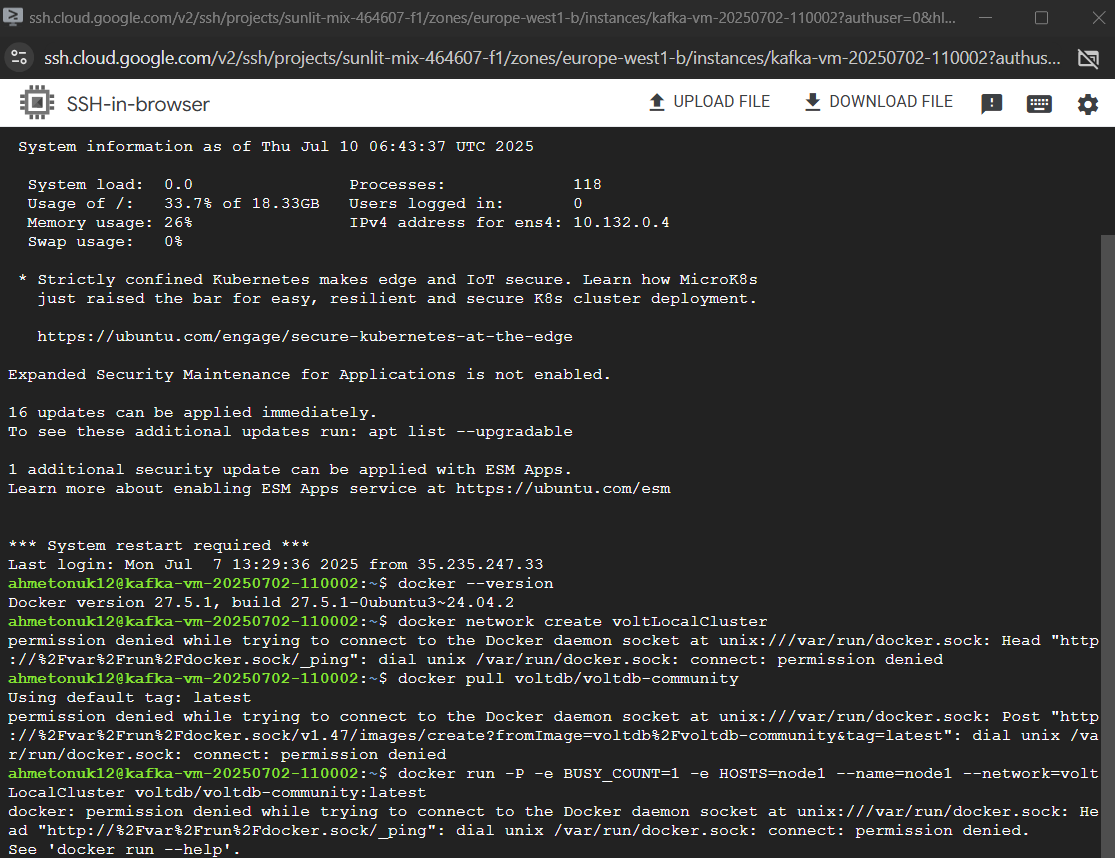 ssh.cloud.google.com/v2/ssh/projects/sunlit-mix-464607-f1/zones/europe-west1-b/instances/kafka-vm-20250702-110002?authuser=0&hl...
ssh.cloud.google.com/v2/ssh/projects/sunlit-mix-464607-f1/zones/europe-west1-b/instances/kafka-vm-20250702-110002?authus...
SSH-in-browser UPLOAD FILE DOWNLOAD FILE
System information as of Thu Jul 10 06:43:37 UTC 2025
System load: 0.0 Processes: 118
Usage of /: 33.7% of 18.33GB Users logged in: 0
Memory usage: 26% IPv4 address for ens4: 10.132.0.4
Swap usage: 0%
* Strictly confined Kubernetes makes edge and IoT secure. Learn how MicroK8s
just raised the bar for easy, resilient and secure K8s cluster deployment.
https://ubuntu.com/engage/secure-kubernetes-at-the-edge
Expanded Security Maintenance for Applications is not enabled.
16 updates can be applied immediately.
To see these additional updates run: apt list --upgradable
1 additional security update can be applied with ESM Apps.
Learn more about enabling ESM Apps service at https://ubuntu.com/esm
*** System restart required ***
Last login: Mon Jul  7 13:29:36 2025 from 35.235.247.33
ahmetonuk12@kafka-vm-20250702-110002:~$ docker --version
Docker version 27.5.1, build 27.5.1-0ubuntu3~24.04.2
ahmetonuk12@kafka-vm-20250702-110002:~$ docker network create voltLocalCluster
permission denied while trying to connect to the Docker daemon socket at unix:///var/run/docker.sock: Head "http
://%2Fvar%2Frun%2Fdocker.sock/_ping": dial unix /var/run/docker.sock: connect: permission denied
ahmetonuk12@kafka-vm-20250702-110002:~$ docker pull voltdb/voltdb-community
Using default tag: latest
permission denied while trying to connect to the Docker daemon socket at unix:///var/run/docker.sock: Post "http
://%2Fvar%2Frun%2Fdocker.sock/v1.47/images/create?fromImage=voltdb%2Fvoltdb-community&tag=latest": dial unix /va
r/run/docker.sock: connect: permission denied
ahmetonuk12@kafka-vm-20250702-110002:~$ docker run -P -e BUSY_COUNT=1 -e HOSTS=node1 --name=node1 --network=volt
LocalCluster voltdb/voltdb-community:latest
docker: permission denied while trying to connect to the Docker daemon socket at unix:///var/run/docker.sock: He
ad "http://%2Fvar%2Frun%2Fdocker.sock/_ping": dial unix /var/run/docker.sock: connect: permission denied.
See 'docker run --help'.